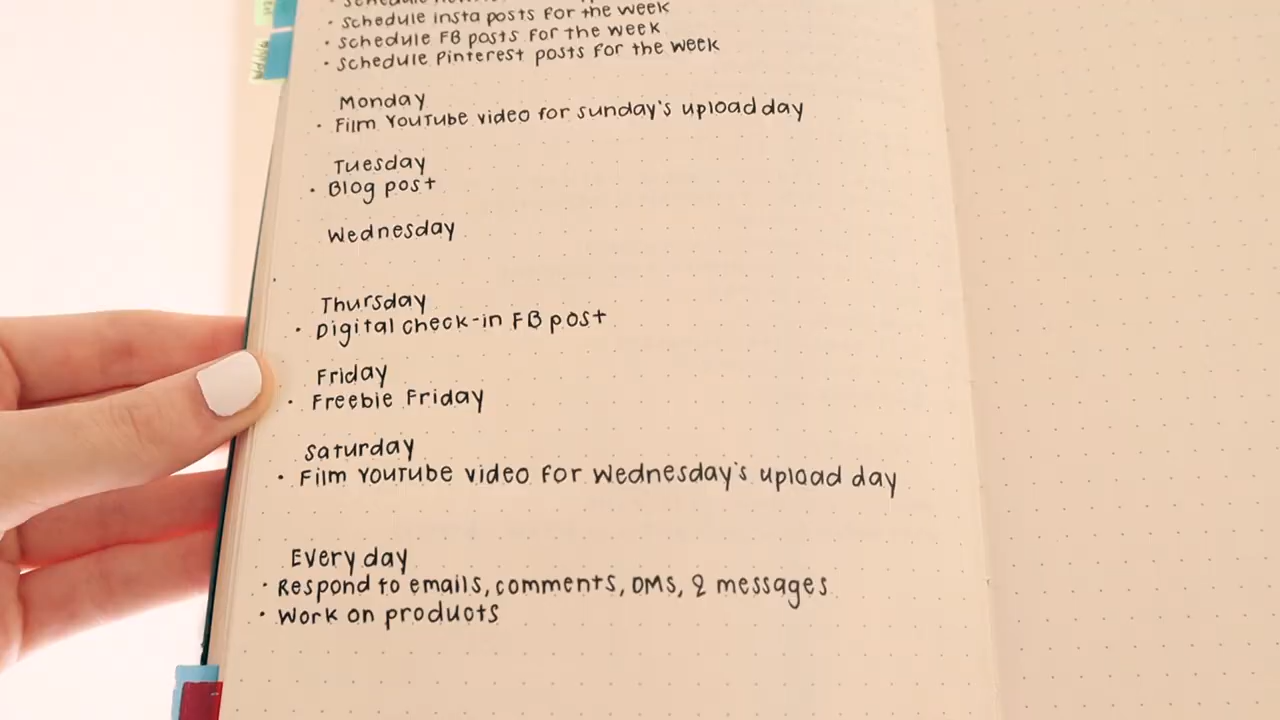 • schedule insta posts for the week
• schedule FB posts for the week
• schedule Pinterest posts for the week
Monday
• Film YouTube video for sunday's upload day
Tuesday
• Blog post
Wednesday
Thursday
• Digital check-in FB post
Friday
• Freebie Friday
Saturday
• Film YouTube video for Wednesday's upload day
Every day
• Respond to emails, comments, DMs, & messages
• Work on products